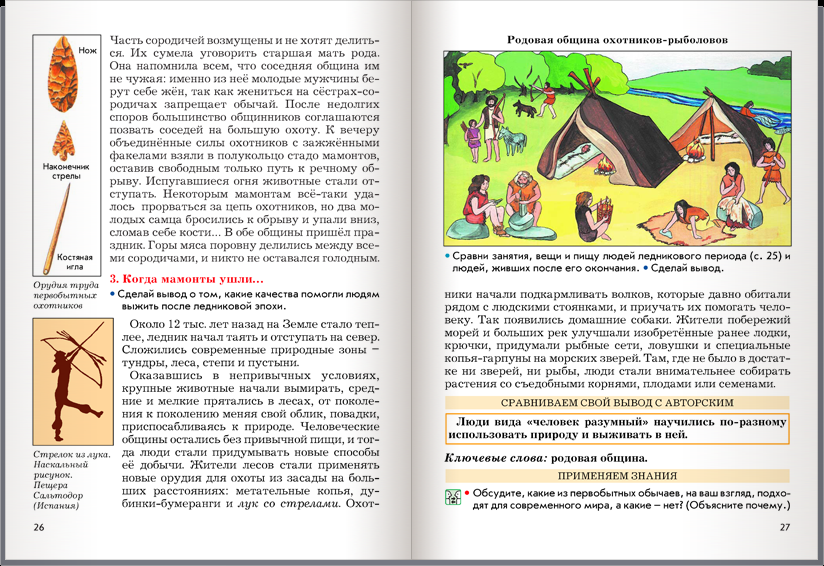 Нож
Наконечник
стрелы
Костяная
игла
Орудия труда
первобытных
охотников
Стрелок из лука.
Наскальный
рисунок.
Пещера
Сальтодор
(Испания)
Часть сородичей возмущены и не хотят делить-
ся. Их сумела уговорить старшая мать рода.
Она напомнила всем, что соседняя община им
не чужая: именно из неё молодые мужчины бе-
рут себе жён, так как жениться на сёстрах-со-
родичах запрещает обычай. После недолгих
споров большинство общинников соглашаются
позвать соседей на большую охоту. К вечеру
объединённые силы охотников с зажжёнными
факелами взяли в полукольцо стадо мамонтов,
оставив свободным только путь к речному об-
рыву. Испугавшиеся огня животные стали от-
ступать. Некоторым мамонтам всё-таки уда-
лось прорваться за цепь охотников, но два мо-
лодых самца бросились к обрыву и упали вниз,
сломав себе кости... В обе общины пришёл пра-
здник. Горы мяса поровну делились между все-
ми сородичами, и никто не оставался голодным.
3. Когда мамонты ушли...
• Сделай вывод о том, какие качества помогли людям
выжить после ледниковой эпохи.
Около 12 тыс. лет назад на Земле стало теп-
лее, ледник начал таять и отступать на север.
Сложились современные природные зоны –
тундры, леса, степи и пустыни.
Оказавшись в непривычных условиях,
крупные животные начали вымирать, сред-
ние и мелкие прятались в лесах, от поколе-
ния к поколению меняя свой облик, повадки,
приспосабливаясь к природе. Человеческие
общины остались без привычной пищи, и тог-
да люди стали придумывать новые способы
её добычи. Жители лесов стали применять
новые орудия для охоты из засады на боль-
ших расстояниях: метательные копья, ду-
бинки-бумеранги и лук со стрелами. Охот-
26
Родовая община охотников-рыболовов
• Сравни занятия, вещи и пищу людей ледникового периода (с. 25) и
людей, живших после его окончания. • Сделай вывод.
ники начали подкармливать волков, которые давно обитали
рядом с людскими стоянками, и приучать их помогать чело-
веку. Так появились домашние собаки. Жители побережий
морей и больших рек улучшали изобретённые ранее лодки,
крючки, придумали рыбные сети, ловушки и специальные
копья-гарпуны на морских зверей. Там, где не было в достат-
ке ни зверей, ни рыбы, люди стали внимательнее собирать
растения со съедобными корнями, плодами или семенами.
СРАВНИВАЕМ СВОЙ ВЫВОД С АВТОРСКИМ
Люди вида «человек разумный» научились по-разному
использовать природу и выживать в ней.
Ключевые слова: родовая община.
ПРИМЕНЯЕМ ЗНАНИЯ
• Обсудите, какие из первобытных обычаев, на ваш взгляд, подхо-
дят для современного мира, а какие – нет? (Объясните почему.)
27